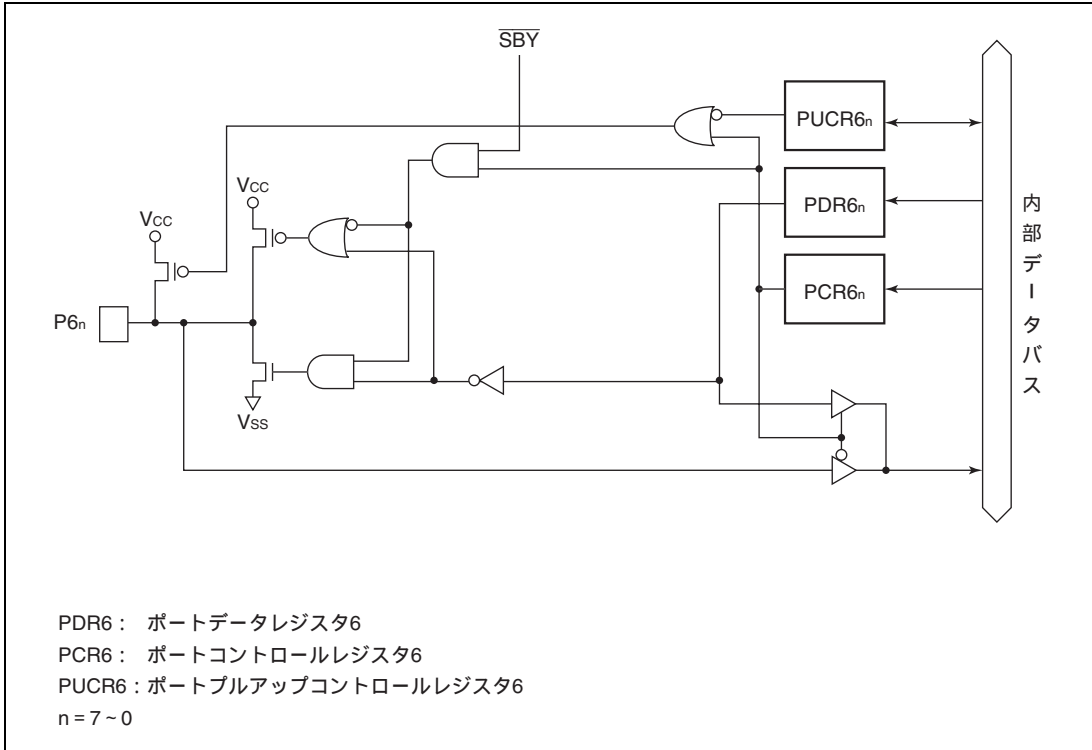 SBY
PUCR6n
VCC
PDR6n
VCC
PCR6n
P6n
VSS
内部データバス
PDR6 : ポートデータレジスタ6
PCR6 : ポートコントロールレジスタ6
PUCR6 : ポートプルアップコントロールレジスタ6
n = 7 ~ 0